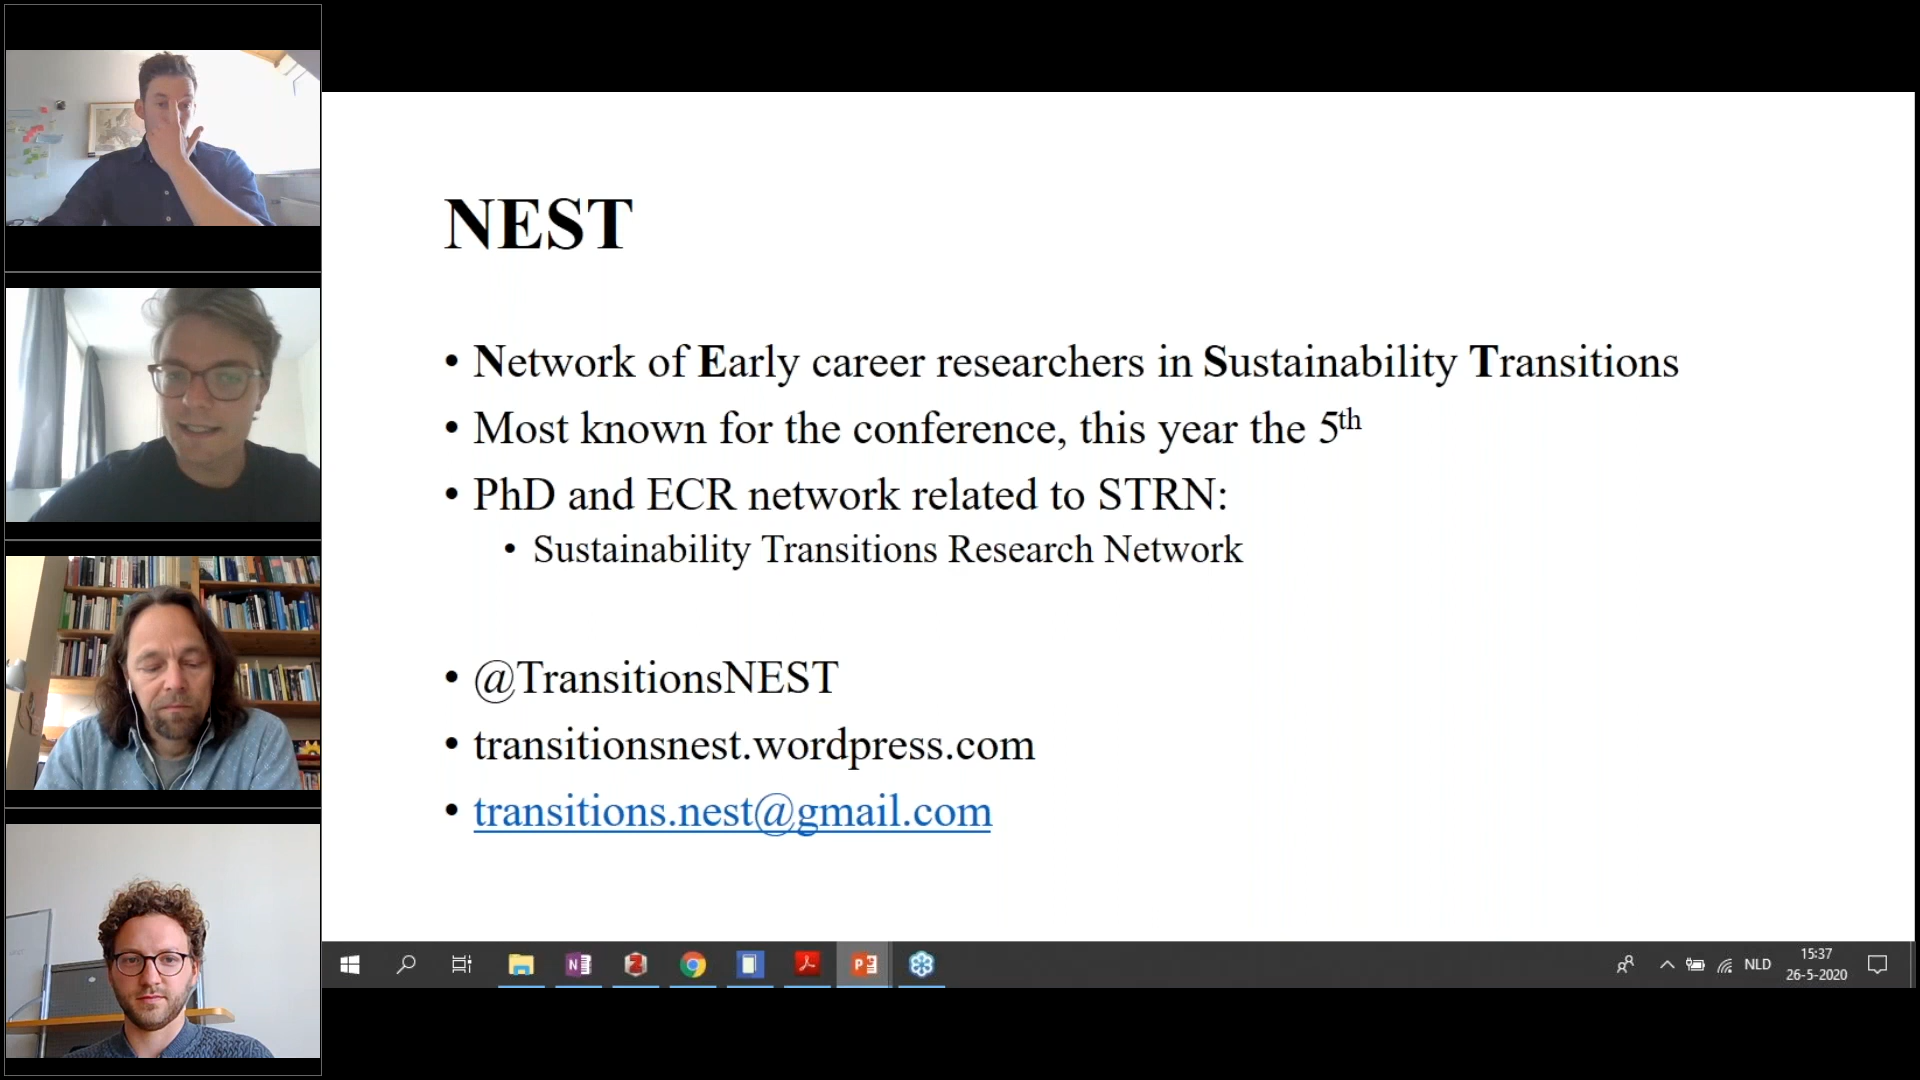 NEST
• Network of Early career researchers in Sustainability Transitions
• Most known for the conference, this year the 5th
• PhD and ECR network related to STRN:
• Sustainability Transitions Research Network
• @TransitionsNEST
• transitionsnest.wordpress.com
• transitions.nest@gmail.com
NLD
15:37
26-5-2020